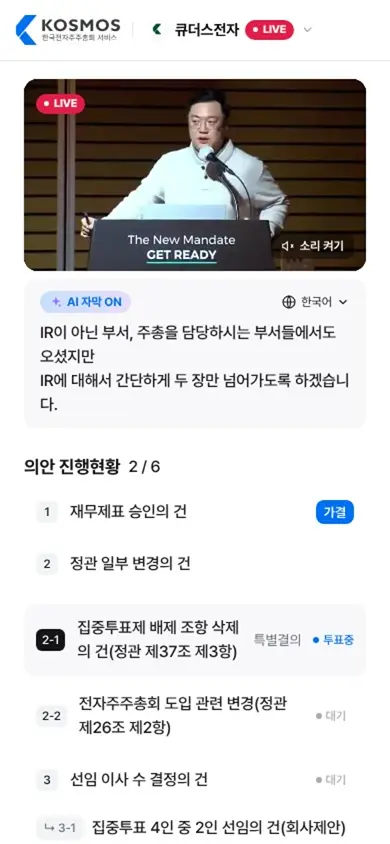 KOSMOS
한국전자주주총회 서비스
큐더스전자
LIVE
LIVE
The New Mandate
GET READY
소리 켜기
AI 자막 ON
한국어
IR이 아닌 부서, 주총을 담당하시는 부서들에서도
오셨지만
IR에 대해서 간단하게 두 장만 넘어가도록 하겠습니
다.
의안 진행현황 2 / 6
1 재무제표 승인의 건 가결
2 정관 일부 변경의 건
2-1 집중투표제 배제 조항 삭제
의 건(정관 제37조 제3항) 특별결의 투표중
2-2 전자주주총회 도입 관련 변경(정관
제26조 제2항) 대기
3 선임 이사 수 결정의 건 대기
3-1 집중투표 4인 중 2인 선임의 건(회사제안)